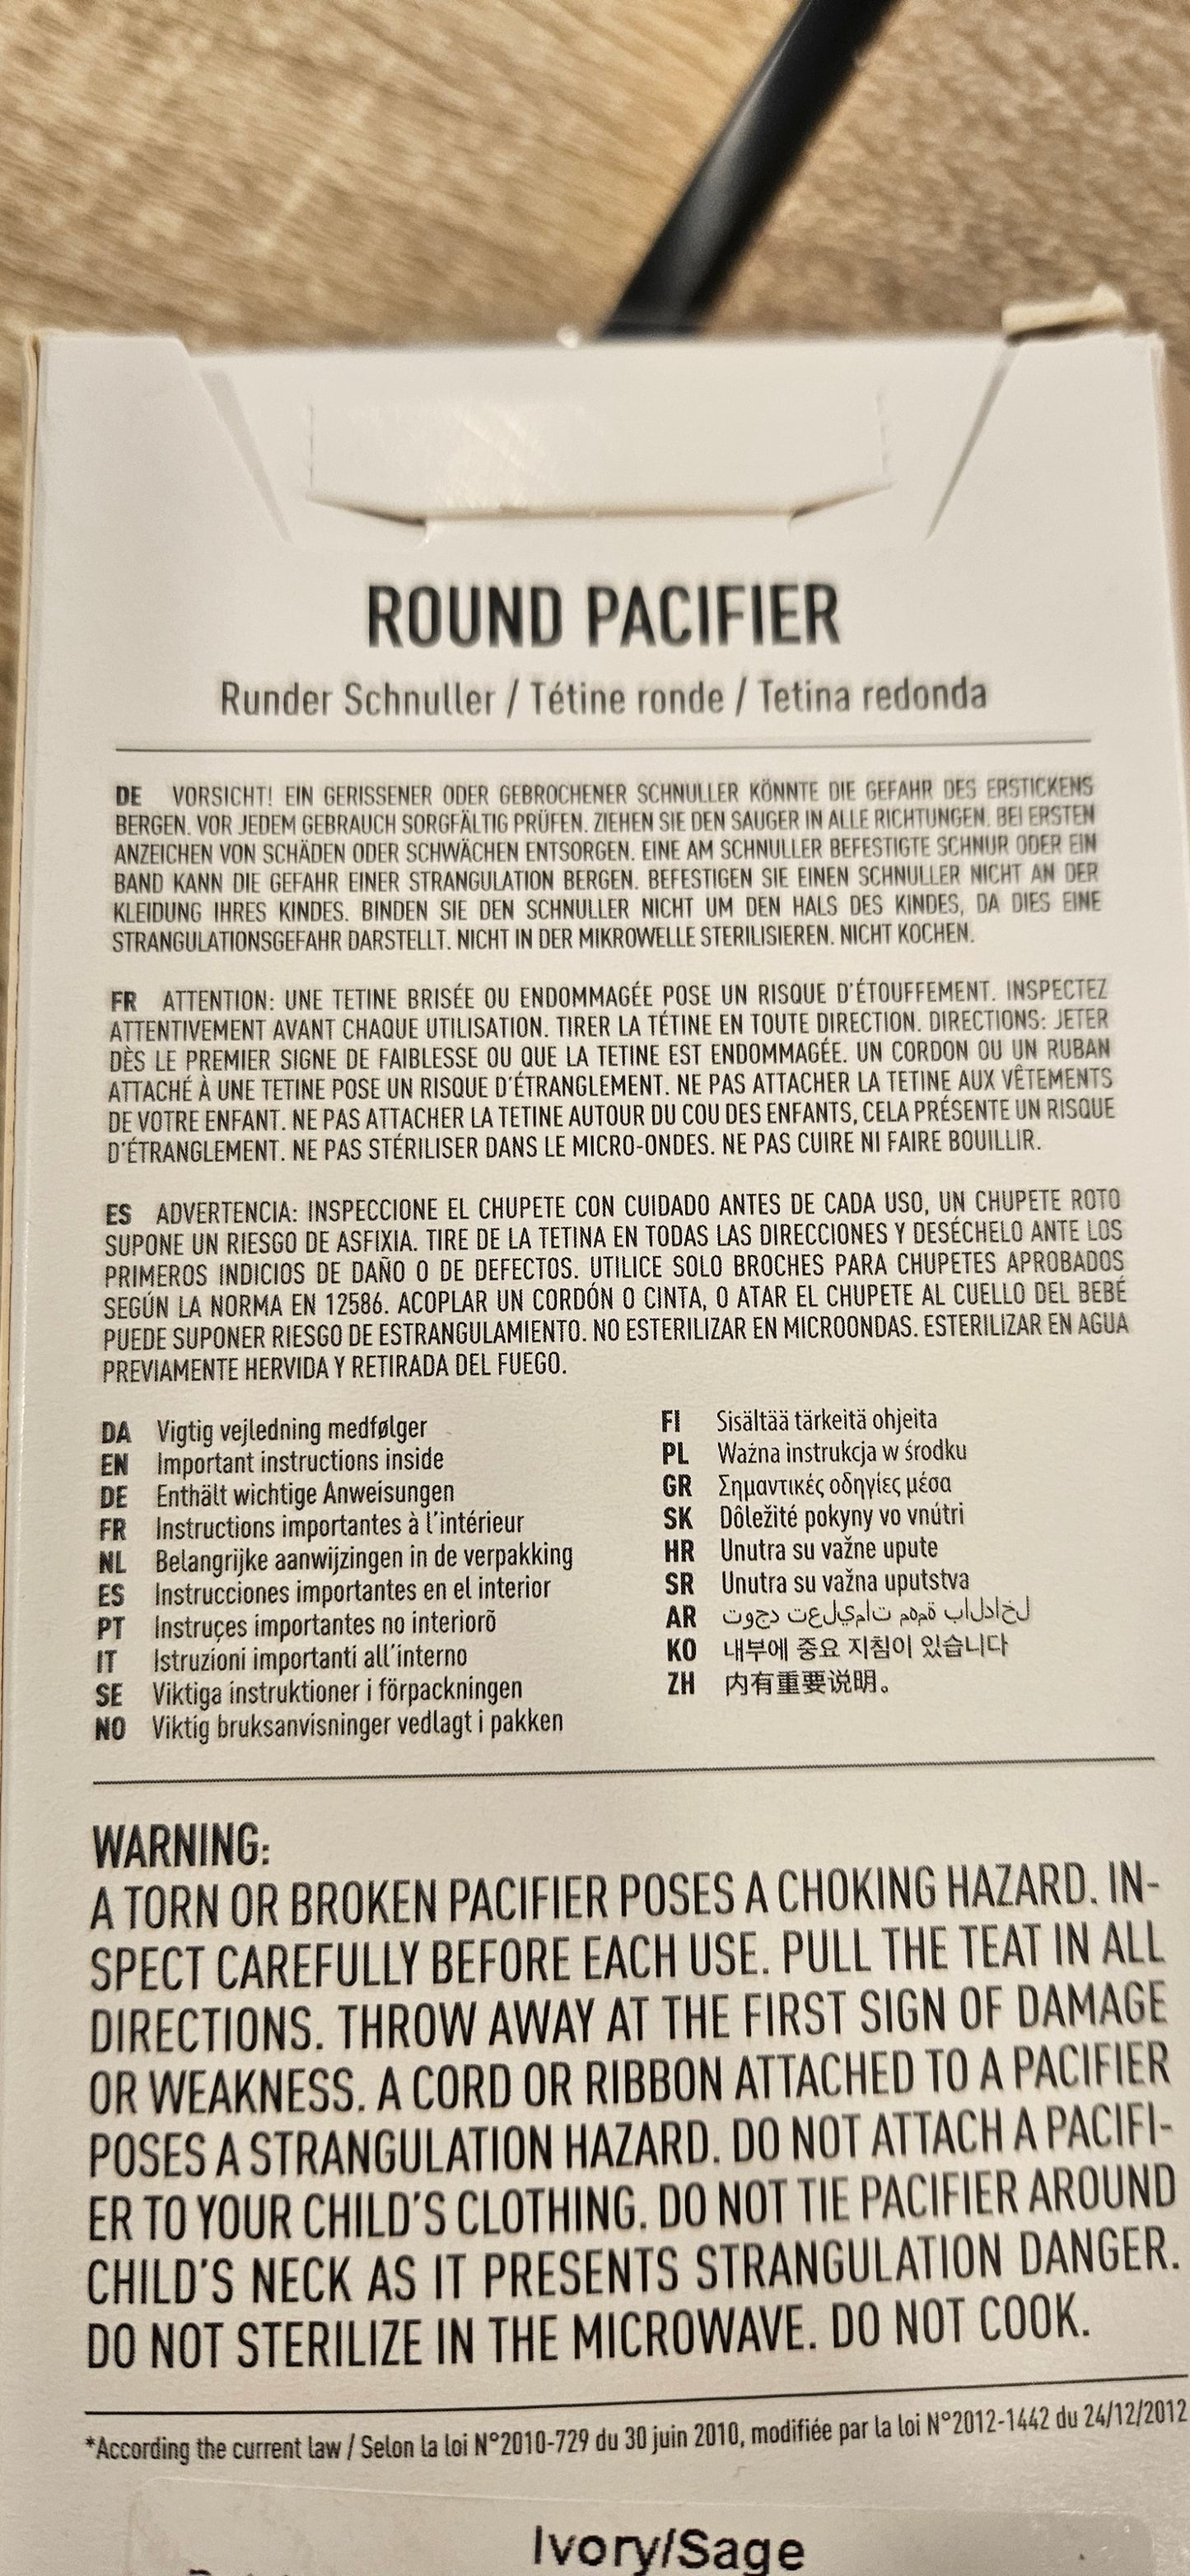 ROUND PACIFIER
Runder Schnuller / Tétine ronde / Tetina redonda
DE VORSICHT! EIN GERISSENER ODER GEBROCHENER SCHNULLER KÖNNTE DIE GEFAHR DES ERSTICKENS
BERGEN. VOR JEDEM GEBRAUCH SORGFÄLTIG PRÜFEN. ZIEHEN SIE DEN SAUGER IN ALLE RICHTUNGEN. BEI ERSTEN
ANZEICHEN VON SCHÄDEN ODER SCHWÄCHEN ENTSORGEN. EINE AM SCHNULLER BEFESTIGTE SCHNUR ODER EIN
BAND KANN DIE GEFAHR EINER STRANGULATION BERGEN. BEFESTIGEN SIE EINEN SCHNULLER NICHT AN DER
KLEIDUNG IHRES KINDES. BINDEN SIE DEN SCHNULLER NICHT UM DEN HALS DES KINDES, DA DIES EINE
STRANGULATIONSGEFAHR DARSTELLT. NICHT IN DER MIKROWELLE STERILISIEREN. NICHT KOCHEN.
FR ATTENTION: UNE TETINE BRISÉE OU ENDOMMAGÉE POSE UN RISQUE D'ÉTOUFFEMENT. INSPECTEZ
ATTENTIVEMENT AVANT CHAQUE UTILISATION. TIRER LA TÉTINE EN TOUTE DIRECTION. DIRECTIONS: JETER
DÈS LE PREMIER SIGNE DE FAIBLESSE OU QUE LA TETINE EST ENDOMMAGÉE. UN CORDON OU UN RUBAN
ATTACHÉ À UNE TETINE POSE UN RISQUE D'ÉTRANGLEMENT. NE PAS ATTACHER LA TETINE AUX VÊTEMENTS
DE VOTRE ENFANT. NE PAS ATTACHER LA TETINE AUTOUR DU COU DES ENFANTS, CELA PRÉSENTE UN RISQUE
D'ÉTRANGLEMENT. NE PAS STÉRILISER DANS LE MICRO-ONDES. NE PAS CUIRE NI FAIRE BOUILLIR.
ES ADVERTENCIA: INSPECCIONE EL CHUPETE CON CUIDADO ANTES DE CADA USO, UN CHUPETE ROTO
SUPONE UN RIESGO DE ASFIXIA. TIRE DE LA TETINA EN TODAS LAS DIRECCIONES Y DESÉCHELO ANTE LOS
PRIMEROS INDICIOS DE DAÑO O DE DEFECTOS. UTILICE SOLO BROCHES PARA CHUPETES APROBADOS
SEGÚN LA NORMA EN 12586. ACOPLAR UN CORDÓN O CINTA, O ATAR EL CHUPETE AL CUELLO DEL BEBÉ
PUEDE SUPONER RIESGO DE ESTRANGULAMIENTO. NO ESTERILIZAR EN MICROONDAS. ESTERILIZAR EN AGUA
PREVIAMENTE HERVIDA Y RETIRADA DEL FUEGO.
DA Vigtig vejledning medfølger
EN Important instructions inside
DE Enthält wichtige Anweisungen
FR Instructions importantes à l'intérieur
NL Belangrijke aanwijzingen in de verpakking
ES Instrucciones importantes en el interior
PT Instruçes importantes no interiorõ
IT Istruzioni importanti all'interno
SE Viktiga instruktioner i förpackningen
NO Viktig bruksanvisninger vedlagt i pakken
FI Sisältää tärkeitä ohjeita
PL Ważna instrukcja w środku
GR Σημαντικές οδηγίες μέσα
SK Dôležité pokyny vo vnútri
HR Unutra su važne upute
SR Unutra su važna uputstva
AR توجد تعليمات مهمة بالداخل
KO 내부에 중요 지침이 있습니다
ZH 内有重要说明。
WARNING:
A TORN OR BROKEN PACIFIER POSES A CHOKING HAZARD. IN-
SPECT CAREFULLY BEFORE EACH USE. PULL THE TEAT IN ALL
DIRECTIONS. THROW AWAY AT THE FIRST SIGN OF DAMAGE
OR WEAKNESS. A CORD OR RIBBON ATTACHED TO A PACIFIER
POSES A STRANGULATION HAZARD. DO NOT ATTACH A PACIFI-
ER TO YOUR CHILD'S CLOTHING. DO NOT TIE PACIFIER AROUND
CHILD'S NECK AS IT PRESENTS STRANGULATION DANGER.
DO NOT STERILIZE IN THE MICROWAVE. DO NOT COOK.
*According the current law / Selon la loi N°2010-729 du 30 juin 2010, modifiée par la loi N°2012-1442 du 24/12/2012
Ivory/Sage